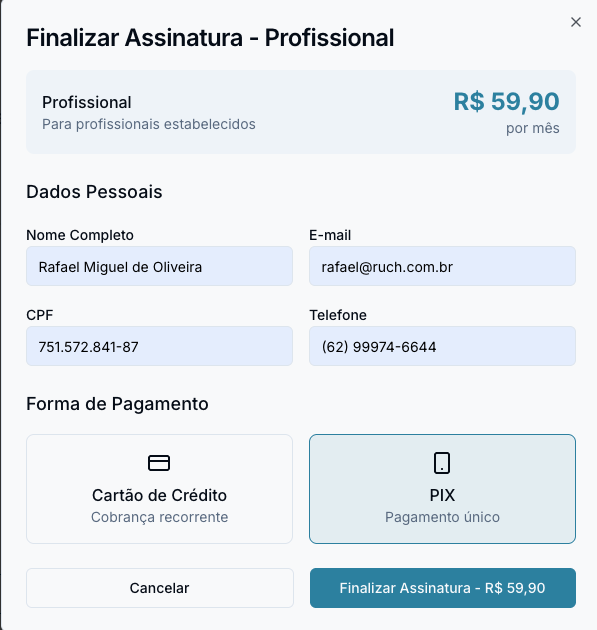 Finalizar Assinatura - Profissional
Profissional
R$ 59,90
Para profissionais estabelecidos
por mês
Dados Pessoais
Nome Completo
E-mail
Rafael Miguel de Oliveira
rafael@ruch.com.br
CPF
Telefone
751.572.841-87
(62) 99974-6644
Forma de Pagamento
Cartão de Crédito
PIX
Cobrança recorrente
Pagamento único
Cancelar
Finalizar Assinatura - R$ 59,90